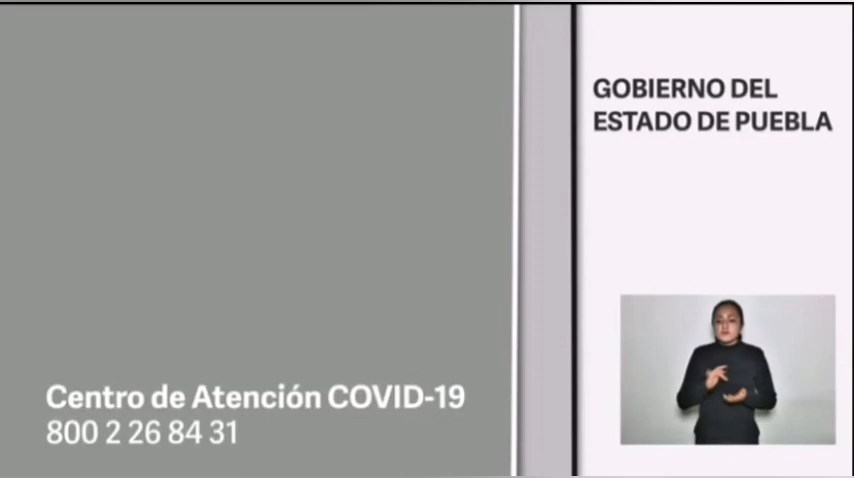 GOBIERNO DEL
ESTADO DE PUEBLA
Centro de Atención COVID-19
800 2 26 84 31